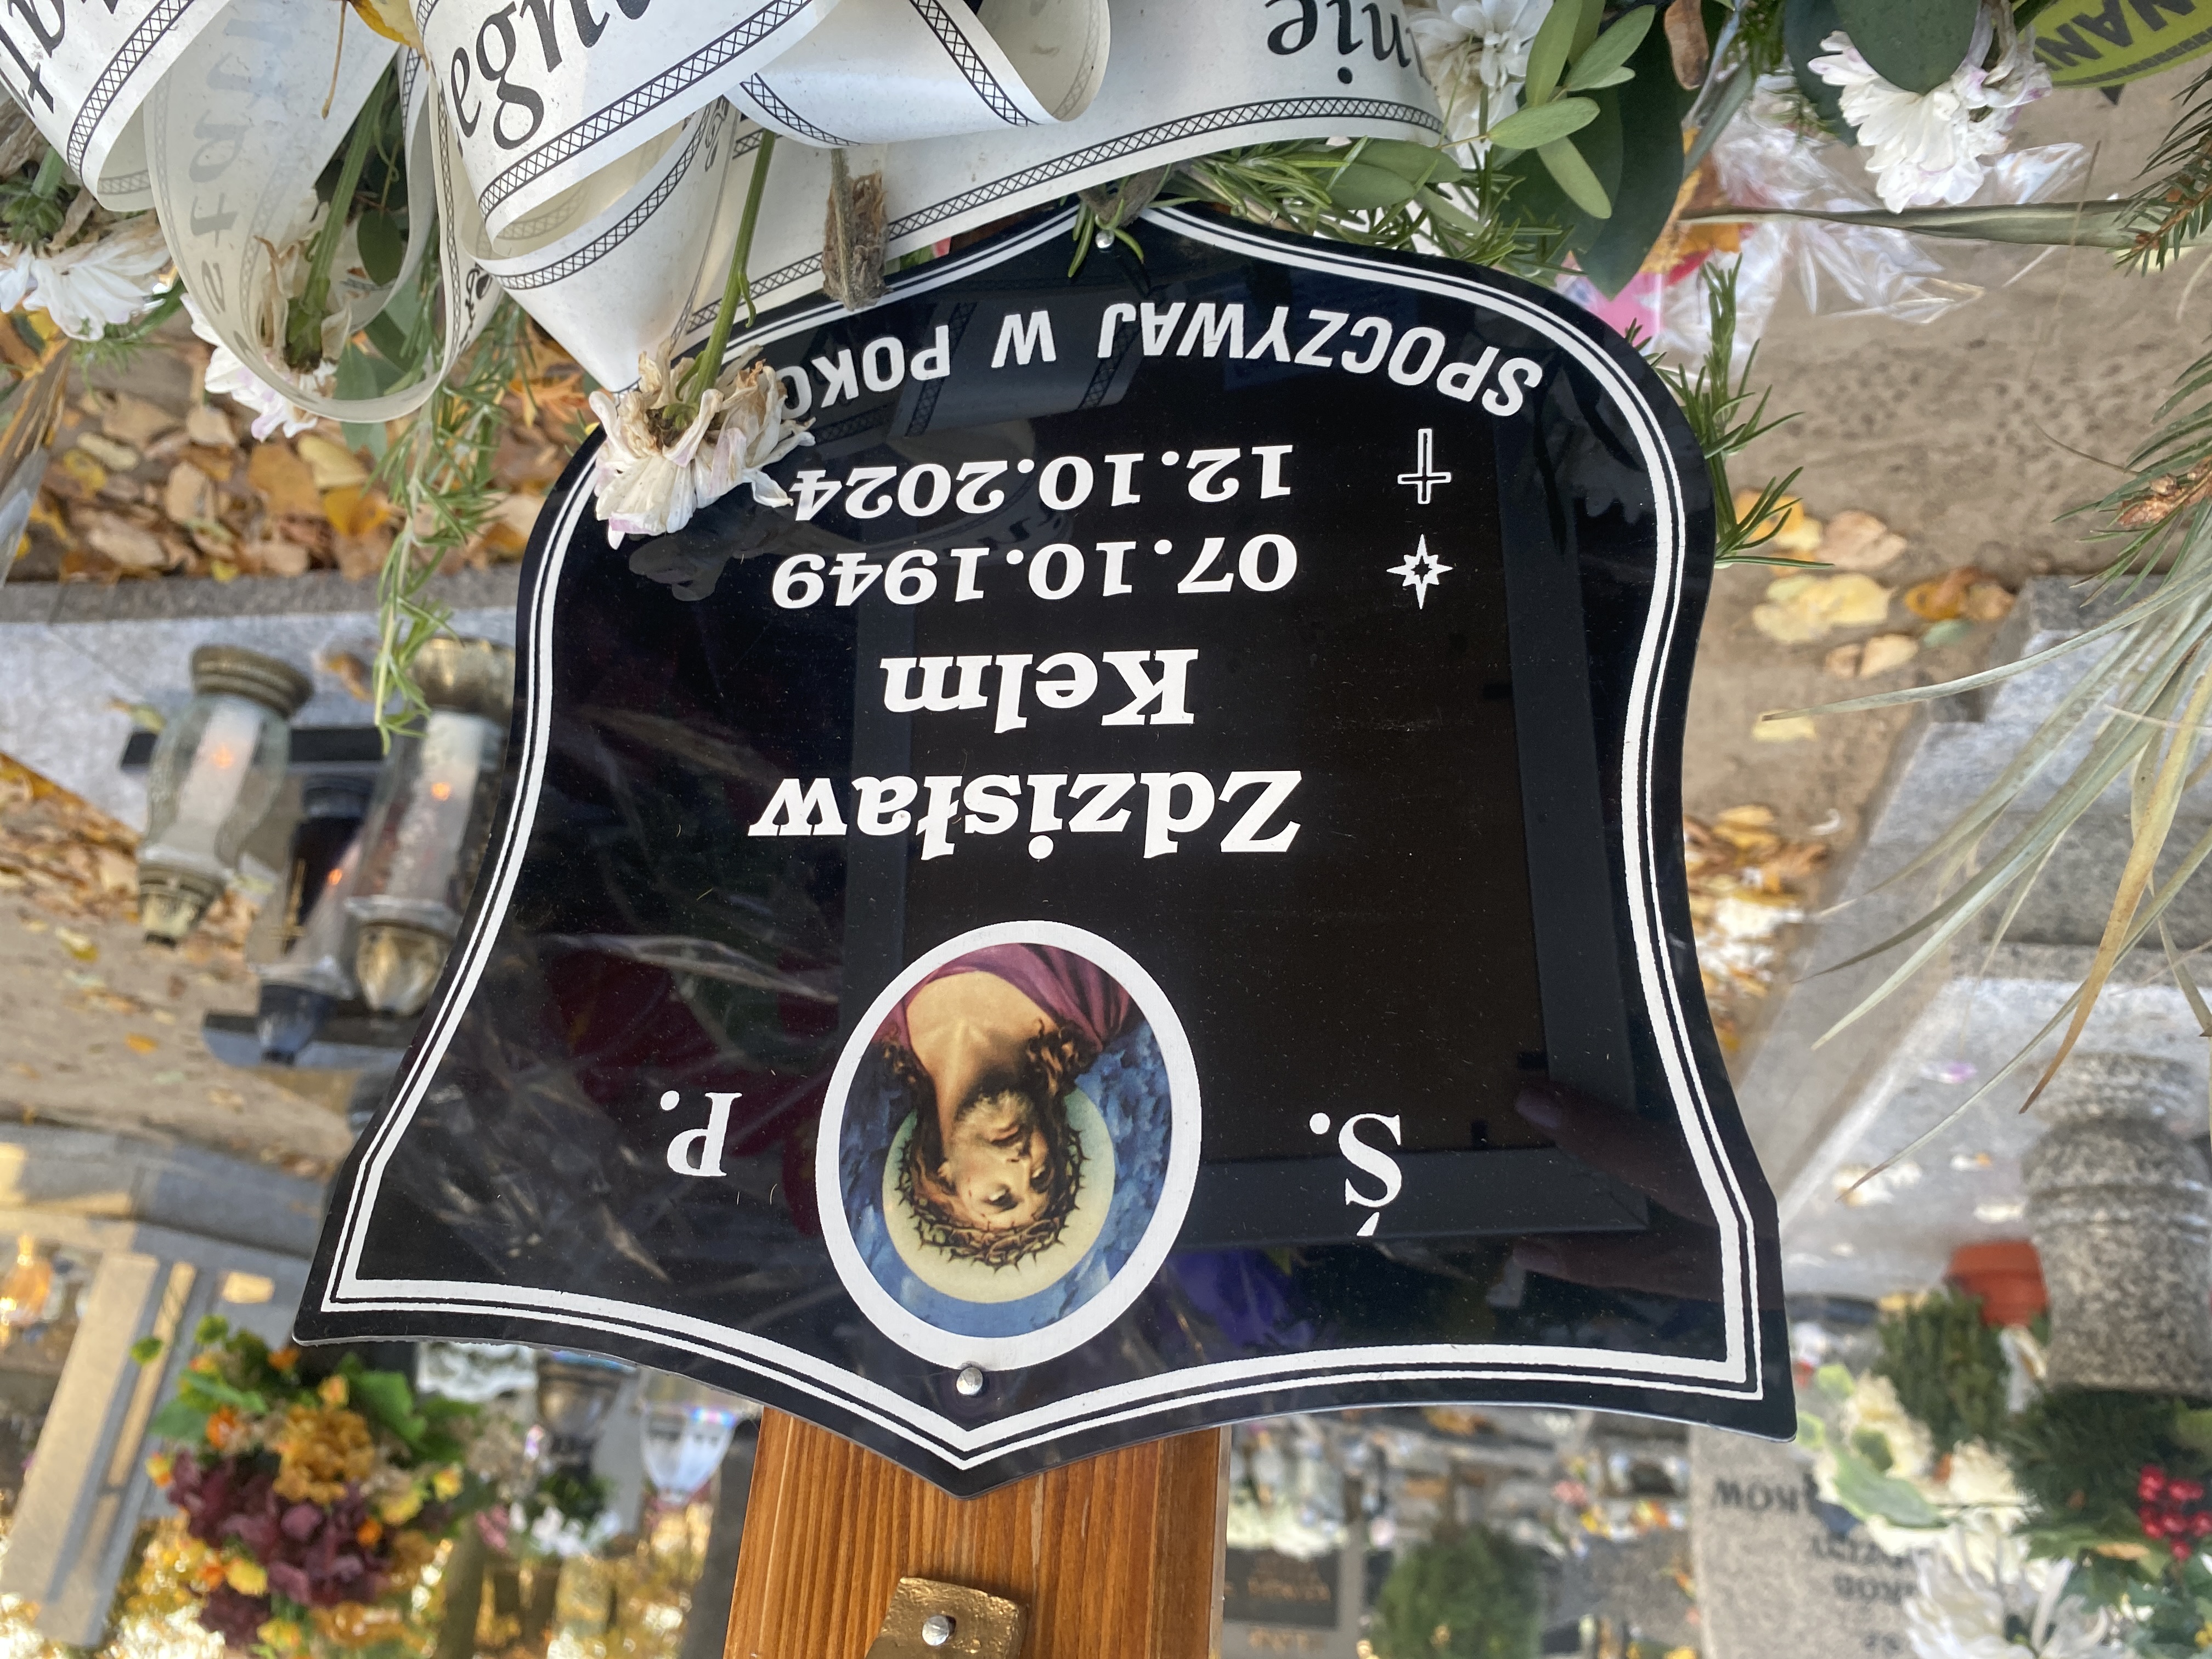 Ś. P.
Zdzisław
Kelm
07.10.1949
12.10.2024
SPOCZYWAJ W